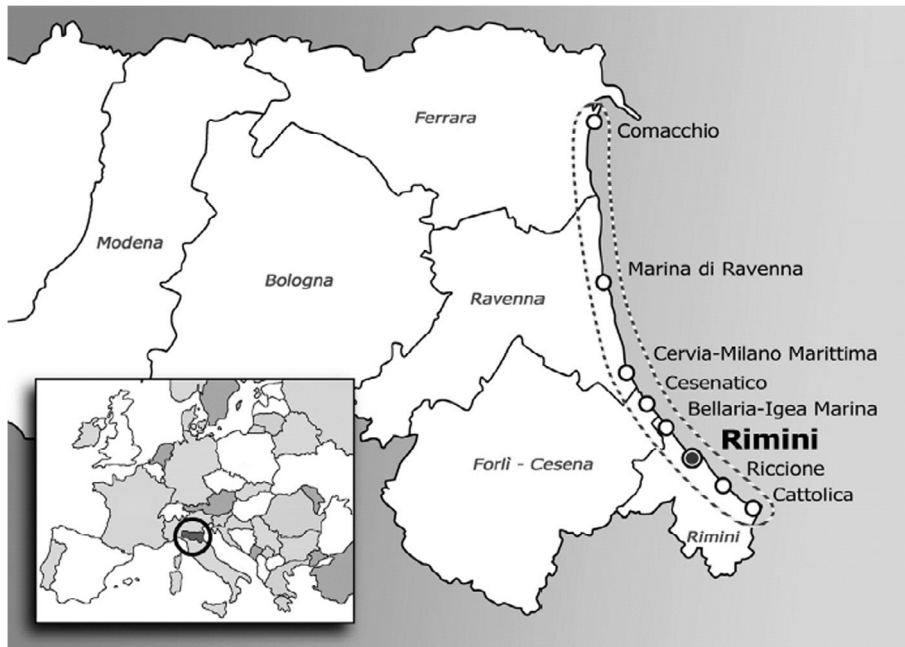 Ferrara
Comacchio
Modena
Bologna
Marina di Ravenna
Ravenna
Cervia-Milano Marittima
Cesenatico
Bellaria-Igea Marina
Rimini
Forlì - Cesena
Riccione
Cattolica
Rimini